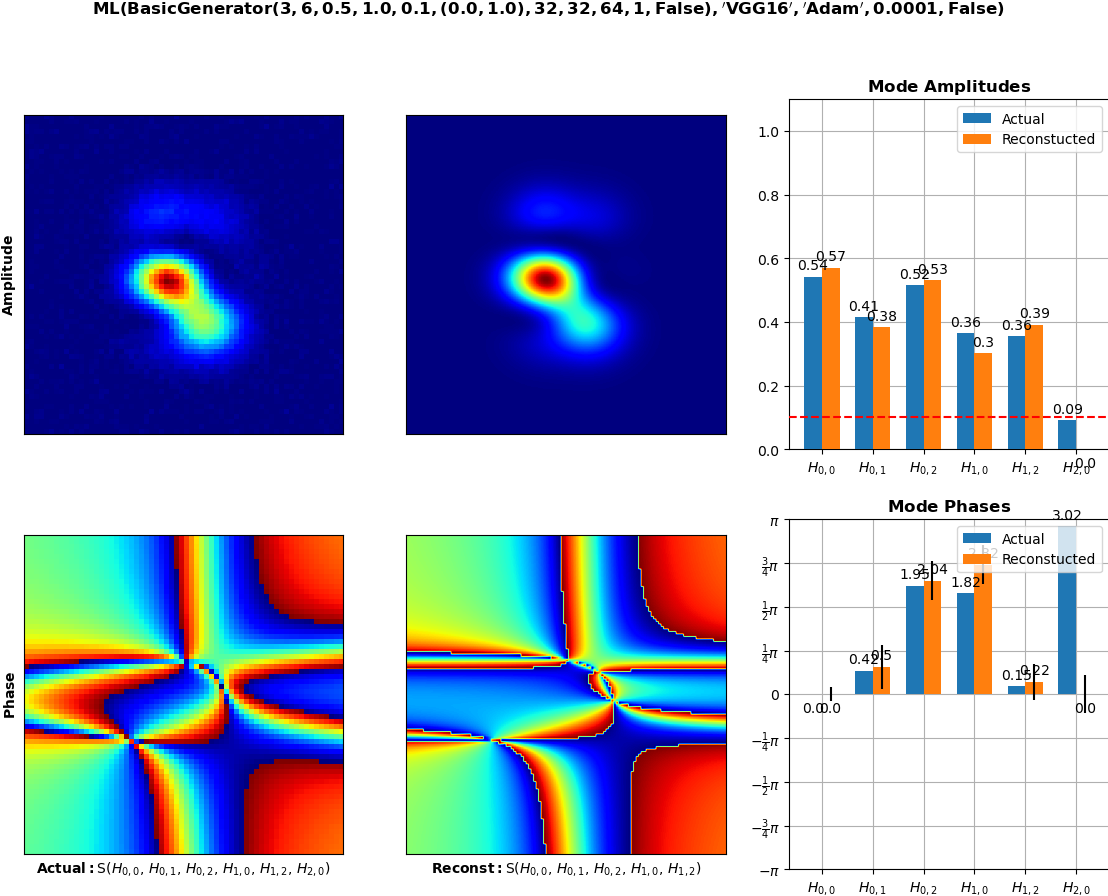 ML(BasicGenerator(3, 6, 0.5, 1.0, 0.1, (0.0, 1.0), 32, 32, 64, 1, False), 'VGG16', 'Adam', 0.0001, False)
Mode Amplitudes
Actual
Reconstucted
1.0
0.8
0.6
0.4
0.2
0.0
0.54
0.57
0.41
0.38
0.52
0.53
0.36
0.3
0.36
0.39
0.09
0.0
H0, 0
H0, 1
H0, 2
H1, 0
H1, 2
H2, 0
Amplitude
Mode Phases
Actual
Reconstucted
π
3/4π
1/2π
1/4π
0
−1/4π
−1/2π
−3/4π
−π
0.0
0.0
0.42
0.5
1.95
2.04
1.82
0.15
0.22
3.02
0.0
H0, 0
H0, 1
H0, 2
H1, 0
H1, 2
H2, 0
Phase
Actual: S(H0, 0, H0, 1, H0, 2, H1, 0, H1, 2, H2, 0)
Reconst: S(H0, 0, H0, 1, H0, 2, H1, 0, H1, 2)